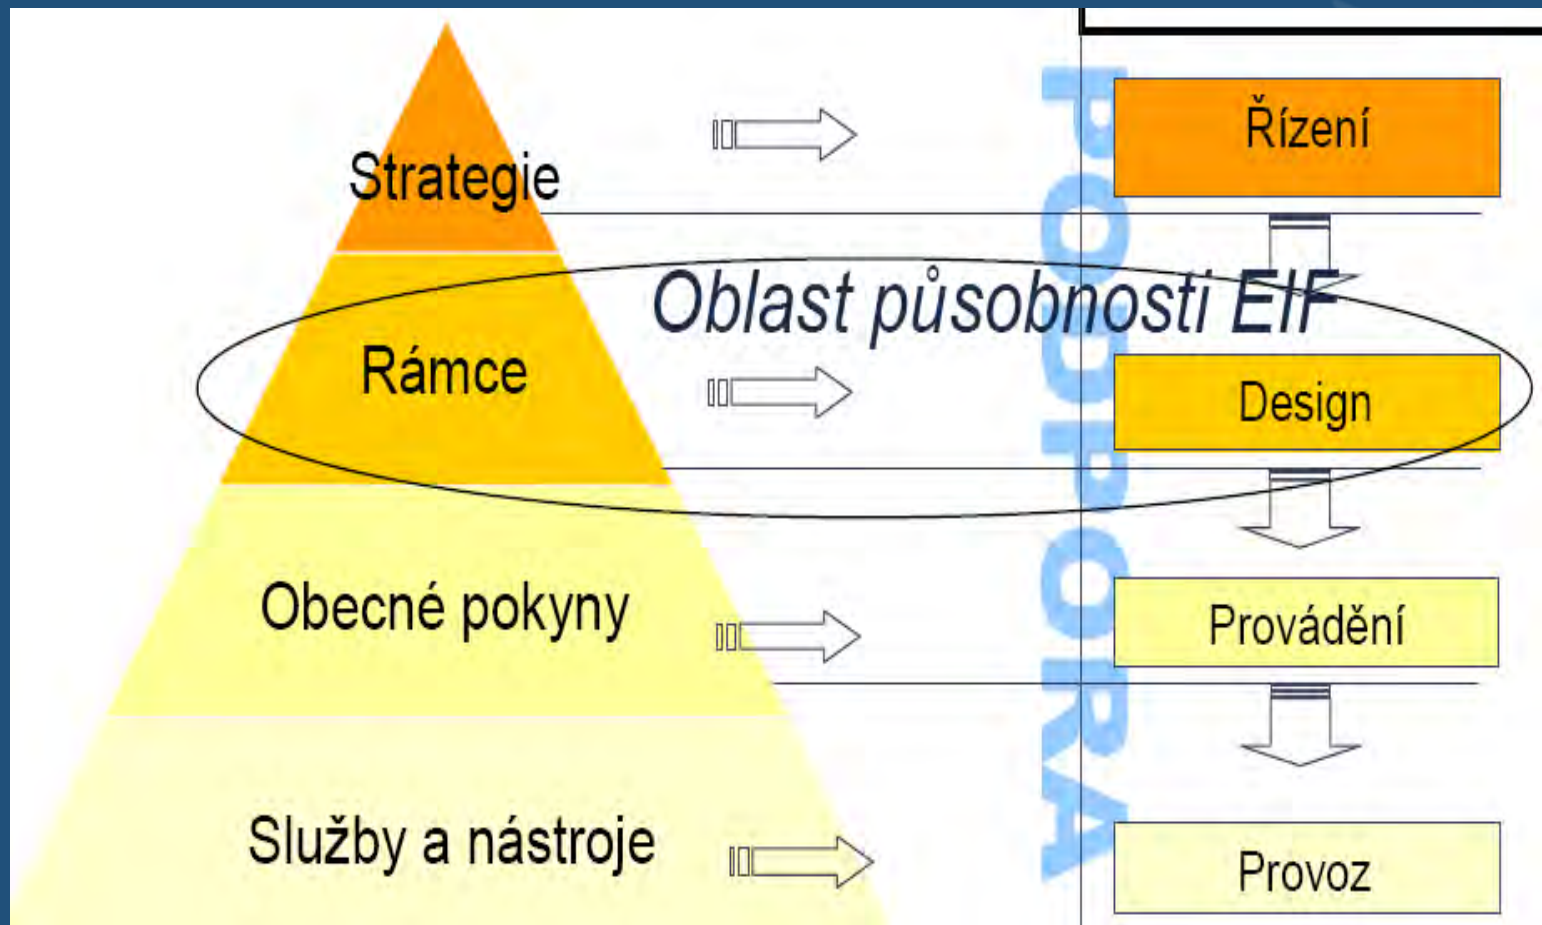 Strategie
Řízení
Oblast působnosti EIF
Rámce
Design
Obecné pokyny
Provádění
Služby a nástroje
Provoz
PODPORA